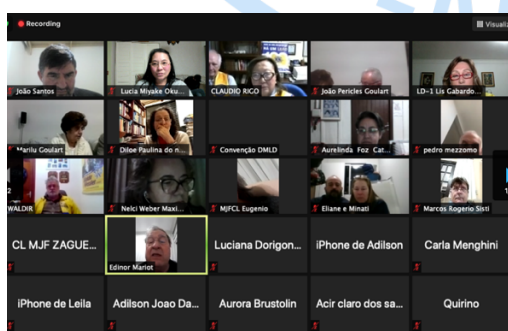 Recording
Visualiz
João Santos
Lucia Miyake Oku...
CLAUDIO RIGO
João Pericles Goulart
LD-1 Lis Gabardo...
Marilu Goulart
Diloe Paulina do n...
Convenção DMLD
Aurelinda Foz Cat...
pedro mezzomo
WALDIR
Nelci Weber Maxi...
MJFCL Eugenio
Eliane e Minati
Marcos Rogerio Sisti
CL MJF ZAGUE...
Edinor Mariot
Luciana Dorigon...
iPhone de Adilson
Carla Menghini
iPhone de Leila
Adilson Joao Da...
Aurora Brustolin
Acir claro dos sa...
Quirino